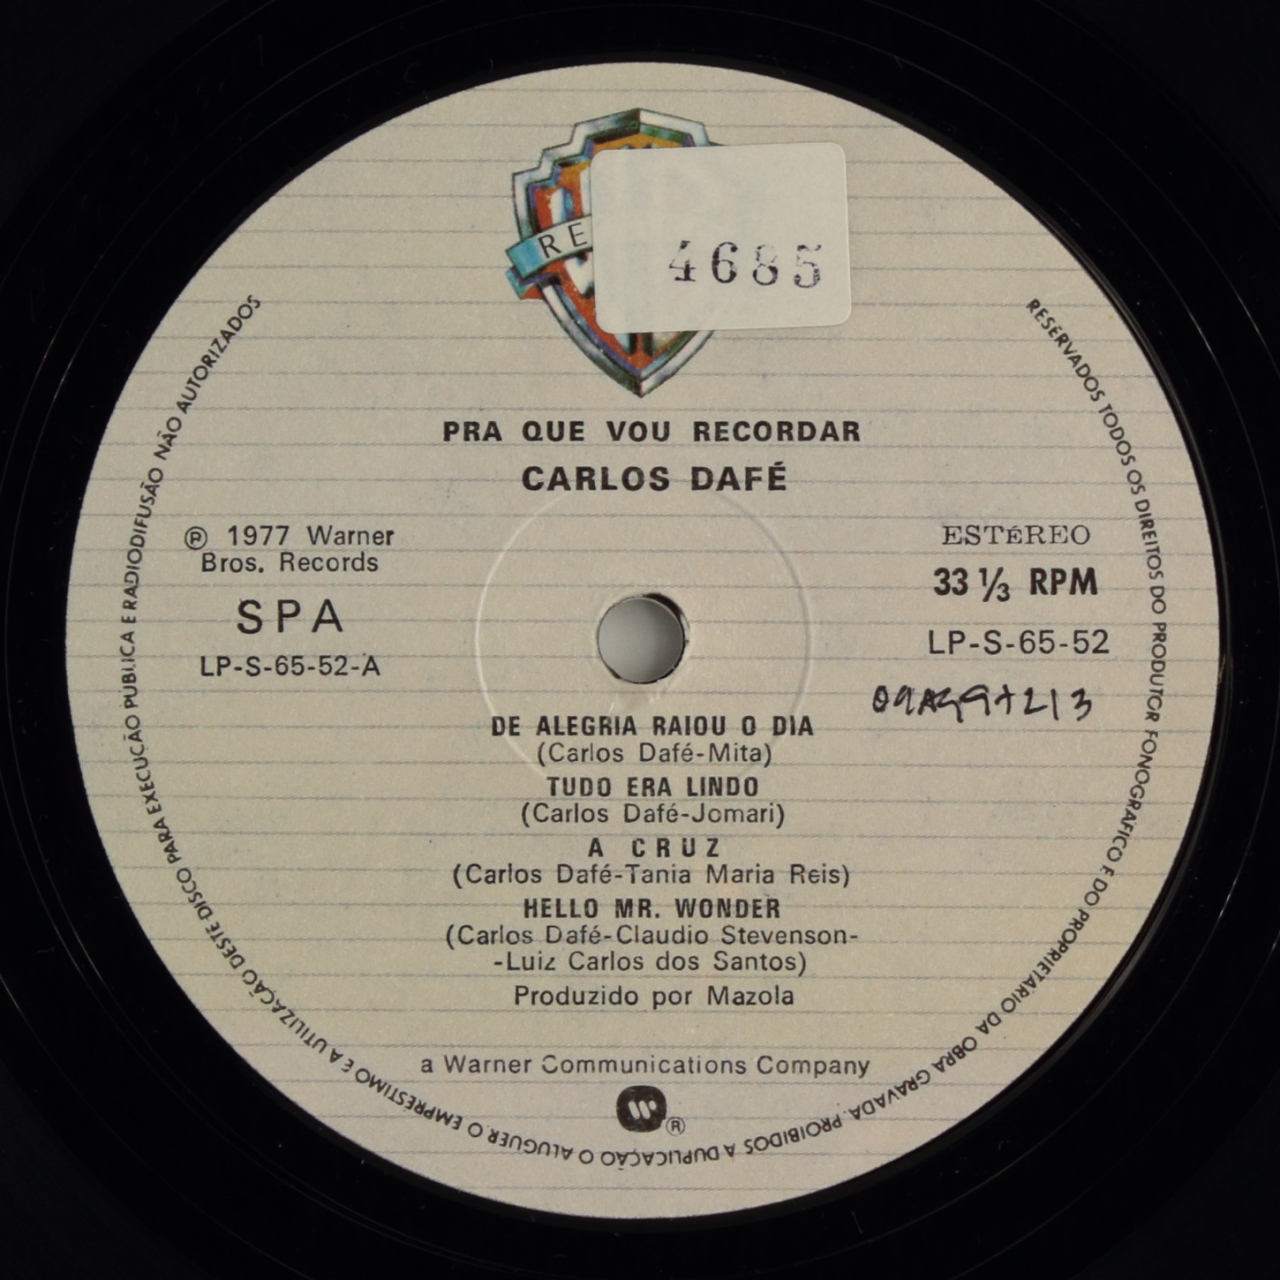 RE
4685
PRA QUE VOU RECORDAR
CARLOS DAFÉ
℗ 1977 Warner
Bros. Records
SPA
LP-S-65-52-A
ESTÉREO
33 1/3 RPM
LP-S-65-52
DE ALEGRIA RAIOU O DIA
(Carlos Dafé-Mita)
TUDO ERA LINDO
(Carlos Dafé-Jomari)
A CRUZ
(Carlos Dafé-Tania Maria Reis)
HELLO MR. WONDER
(Carlos Dafé-Claudio Stevenson-
-Luiz Carlos dos Santos)
Produzido por Mazola
a Warner Communications Company
®
RESERVADOS TODOS OS DIREITOS DO PRODUTOR FONOGRÁFICO E DO PROPRIETÁRIO DA OBRA GRAVADA. PROIBIDOS A DUPLICAÇÃO O ALUGUER O EMPRÉSTIMO E A UTILIZAÇÃO DESTE DISCO PARA EXECUÇÃO PÚBLICA E RADIODIFUSÃO NÃO AUTORIZADOS